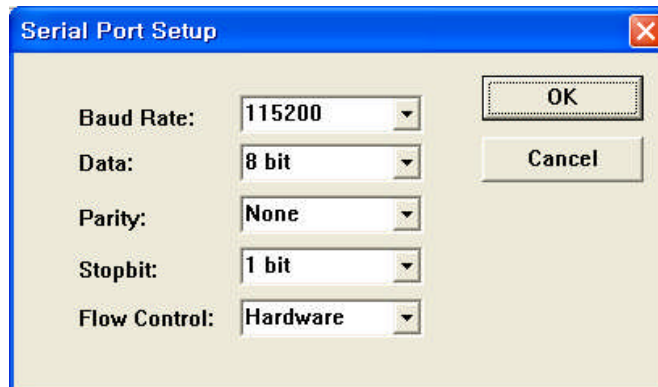 Serial Port Setup
Baud Rate: 115200
Data: 8 bit
Parity: None
Stopbit: 1 bit
Flow Control: Hardware
OK
Cancel